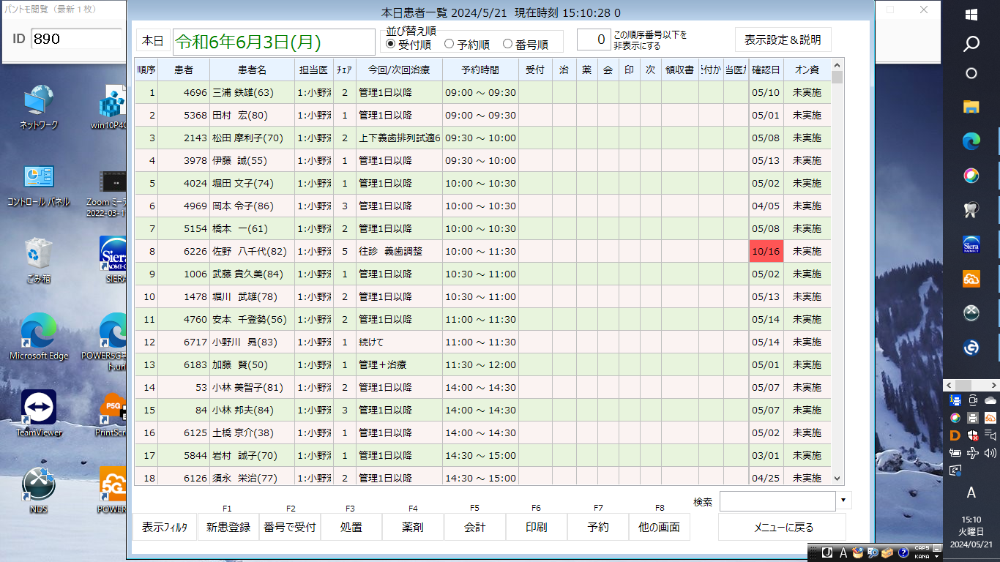 パントモ閲覧（最新１枚）
ID 890
本日患者一覧 2024/5/21 現在時刻 15:10:28 0
本日 令和6年6月3日(月)
並び替え順
受付順 予約順 番号順
0 この順序番号以下を
非表示にする
表示設定＆説明
順序 患者 患者名 担当医 ﾁｪｱ 今回/次回治療 予約時間 受付 治 薬 会 印 次 領収書 受付か 当医が 確認日 オン資
1 4696 三浦 鉄雄(63) 1:小野澤 2 管理1日以降 09:00 ～ 09:30 05/10 未実施
2 5368 田村 宏(80) 1:小野澤 1 管理1日以降 09:00 ～ 09:30 05/01 未実施
3 2143 松田 摩利子(70) 1:小野澤 2 上下義歯排列試適6 09:30 ～ 10:00 05/08 未実施
4 3978 伊藤 誠(55) 1:小野澤 1 管理1日以降 09:30 ～ 10:00 05/13 未実施
5 4024 堀田 文子(74) 1:小野澤 1 管理1日以降 10:00 ～ 10:30 05/02 未実施
6 4969 岡本 令子(86) 1:小野澤 3 管理1日以降 10:00 ～ 10:30 04/05 未実施
7 5154 橋本 一(61) 1:小野澤 2 管理1日以降 10:00 ～ 10:30 05/08 未実施
8 6226 佐野 八千代(82) 1:小野澤 5 往診 義歯調整 10:00 ～ 11:30 10/16 未実施
9 1006 武藤 貴久美(84) 1:小野澤 1 管理1日以降 10:30 ～ 11:00 05/02 未実施
10 1478 堀川 武雄(78) 1:小野澤 2 管理1日以降 10:30 ～ 11:00 05/13 未実施
11 4760 安本 千登勢(56) 1:小野澤 2 管理1日以降 11:00 ～ 11:30 05/14 未実施
12 6717 小野川 晃(83) 1:小野澤 1 続けて 11:00 ～ 11:30 05/14 未実施
13 6183 加藤 賢(50) 1:小野澤 1 管理＋治療 11:30 ～ 12:00 05/01 未実施
14 53 小林 美智子(81) 1:小野澤 2 管理1日以降 14:00 ～ 14:30 05/07 未実施
15 84 小林 邦夫(84) 1:小野澤 3 管理1日以降 14:00 ～ 14:30 05/07 未実施
16 6125 土橋 京介(38) 1:小野澤 1 管理1日以降 14:00 ～ 14:30 05/02 未実施
17 5844 岩村 誠子(70) 1:小野澤 1 管理1日以降 14:30 ～ 15:00 03/01 未実施
18 6126 須永 栄治(77) 1:小野澤 2 管理1日以降 14:30 ～ 15:00 04/25 未実施
検索
F1 F2 F3 F4 F5 F6 F7 F8
表示ﾌｨﾙﾀ 新患登録 番号で受付 処置 薬剤 会計 印刷 予約 他の画面 メニューに戻る
ネットワーク
win10P4C
コントロール パネル
Zoom ミーテ
2022-03-1
ごみ箱
Siera
SIERA
Microsoft Edge
POWER5G
ト.url
TeamViewer
P5G
PrintScr
NDS
5G
POWER
Siera
5G
A
15:10
火曜日
2024/05/21
A
CAPS
KANA